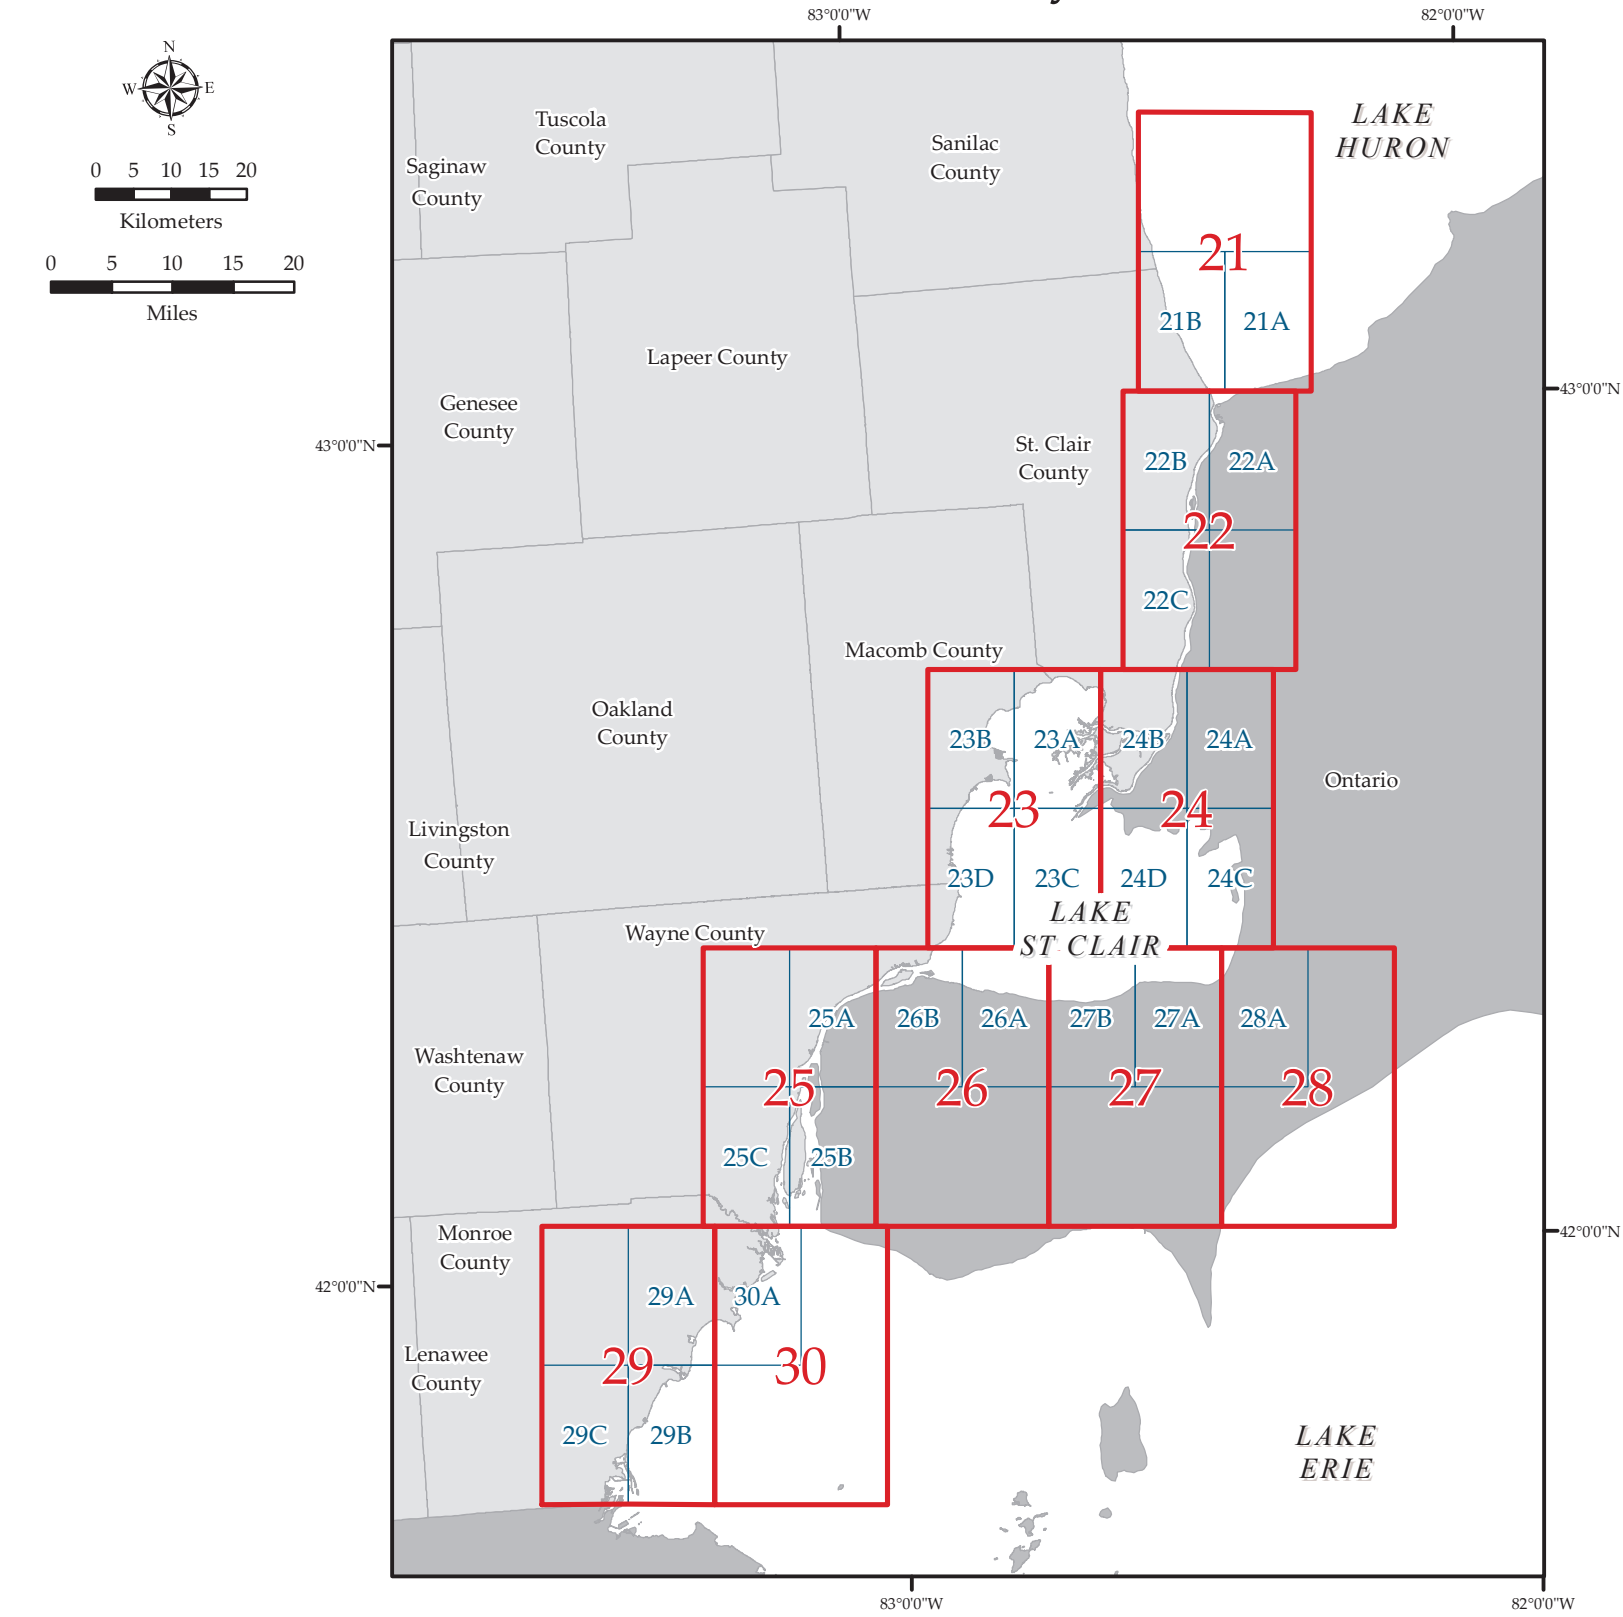 83°0'0"W
82°0'0"W
N
W
E
S
0 5 10 15 20
Kilometers
0 5 10 15 20
Miles
LAKE
HURON
Tuscola
County
Sanilac
County
Saginaw
County
21
21B
21A
Lapeer County
43°0'0"N
Genesee
County
43°0'0"N
St. Clair
County
22B
22A
22
22C
Macomb County
Oakland
County
23B
23A
24B
24A
Ontario
23
24
Livingston
County
23D
23C
24D
24C
LAKE
ST CLAIR
Wayne County
25A
26B
26A
27B
27A
28A
Washtenaw
County
25
26
27
28
25C
25B
Monroe
County
42°0'0"N
42°0'0"N
29A
30A
Lenawee
County
29
30
29C
29B
LAKE
ERIE
83°0'0"W
82°0'0"W